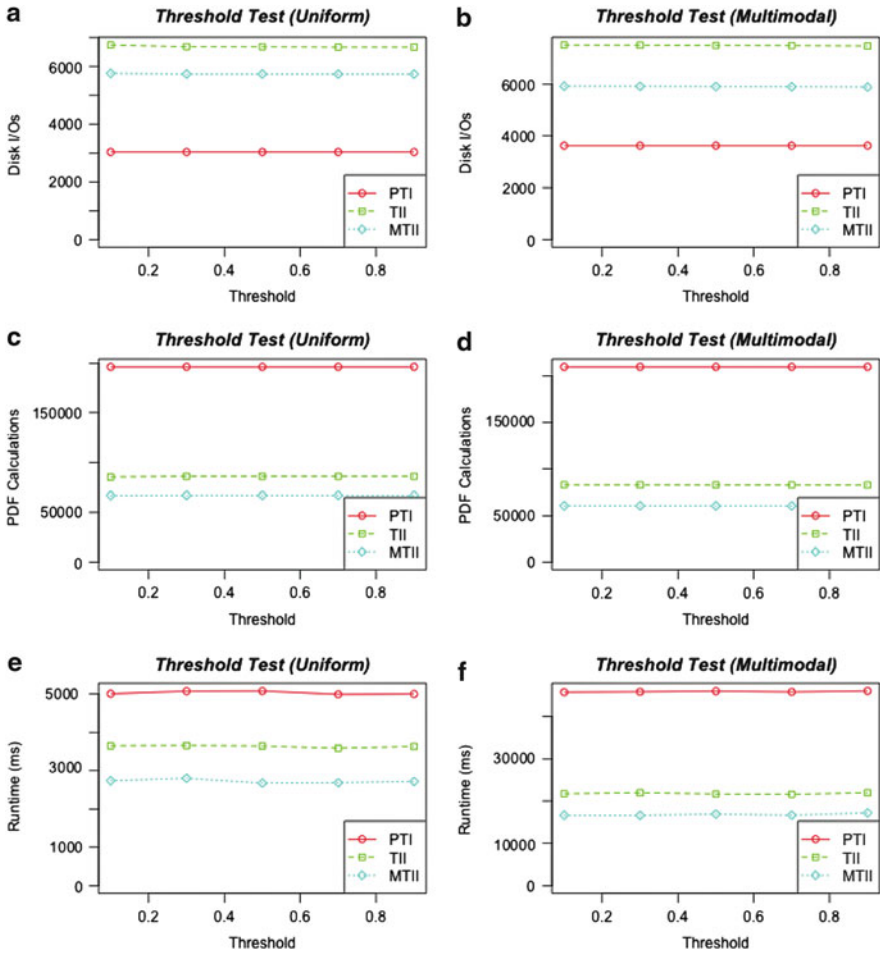 a
Threshold Test (Uniform)
Disk I/Os
6000
4000
2000
0
PTI
TII
MTII
0.2 0.4 0.6 0.8
Threshold
b
Threshold Test (Multimodal)
Disk I/Os
6000
4000
2000
0
PTI
TII
MTII
0.2 0.4 0.6 0.8
Threshold
c
Threshold Test (Uniform)
PDF Calculations
150000
50000
0
PTI
TII
MTII
0.2 0.4 0.6 0.8
Threshold
d
Threshold Test (Multimodal)
PDF Calculations
150000
50000
0
PTI
TII
MTII
0.2 0.4 0.6 0.8
Threshold
e
Threshold Test (Uniform)
Runtime (ms)
5000
3000
1000
0
PTI
TII
MTII
0.2 0.4 0.6 0.8
Threshold
f
Threshold Test (Multimodal)
Runtime (ms)
30000
10000
0
PTI
TII
MTII
0.2 0.4 0.6 0.8
Threshold